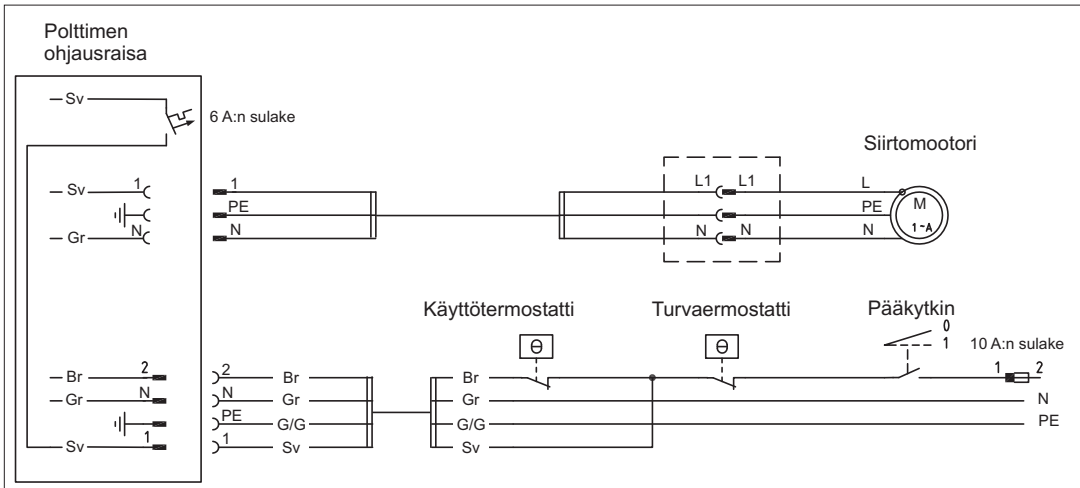 Polttimen
ohjausraisa
Sv
6 A:n sulake
Siirtomootori
Sv 1 1 L1 L1 L
PE PE M
1~A
Gr N N N N N
Käyttötermostatti Turvaermostatti Pääkytkin
0
1
10 A:n sulake
θ θ
Br 2 2 Br Br 1 2
Gr N N Gr Gr N
PE G/G G/G PE
Sv 1 1 Sv Sv